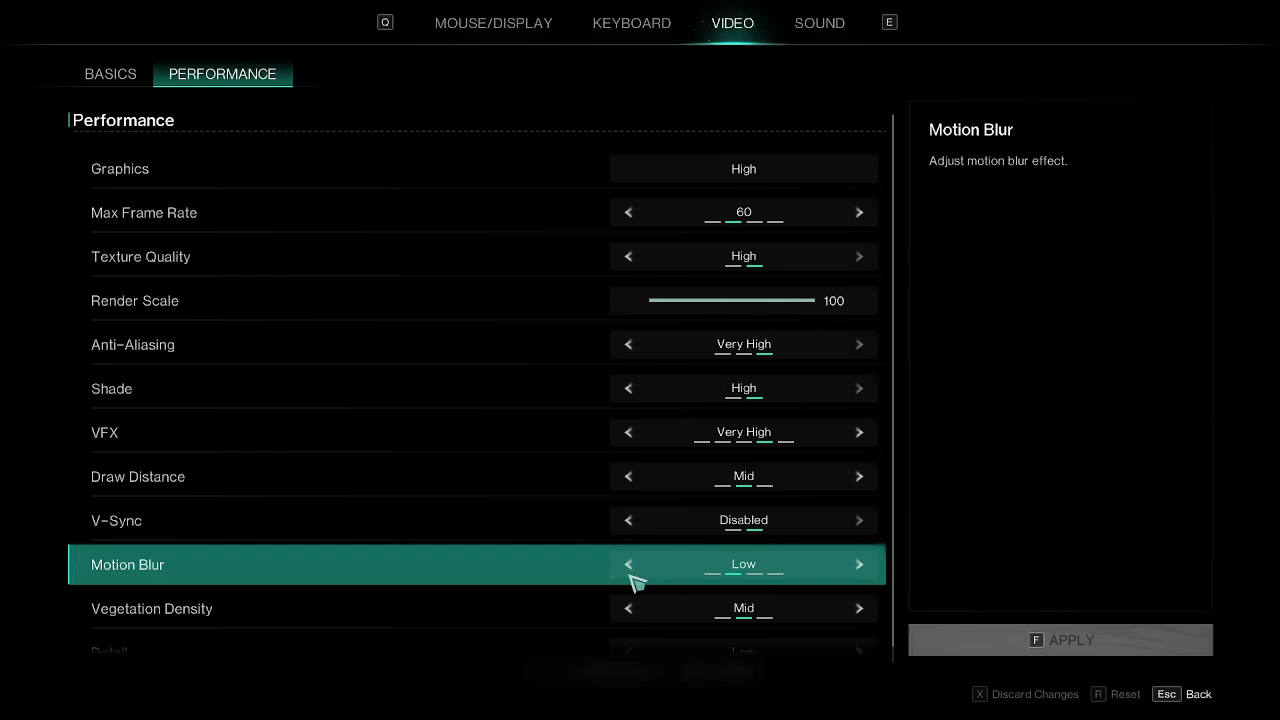 Q MOUSE/DISPLAY KEYBOARD VIDEO SOUND E
BASICS PERFORMANCE
Performance
Graphics High
Max Frame Rate 60
Texture Quality High
Render Scale 100
Anti-Aliasing Very High
Shade High
VFX Very High
Draw Distance Mid
V-Sync Disabled
Motion Blur Low
Vegetation Density Mid
Detail Low
Motion Blur
Adjust motion blur effect.
F APPLY
X Discard Changes R Reset Esc Back